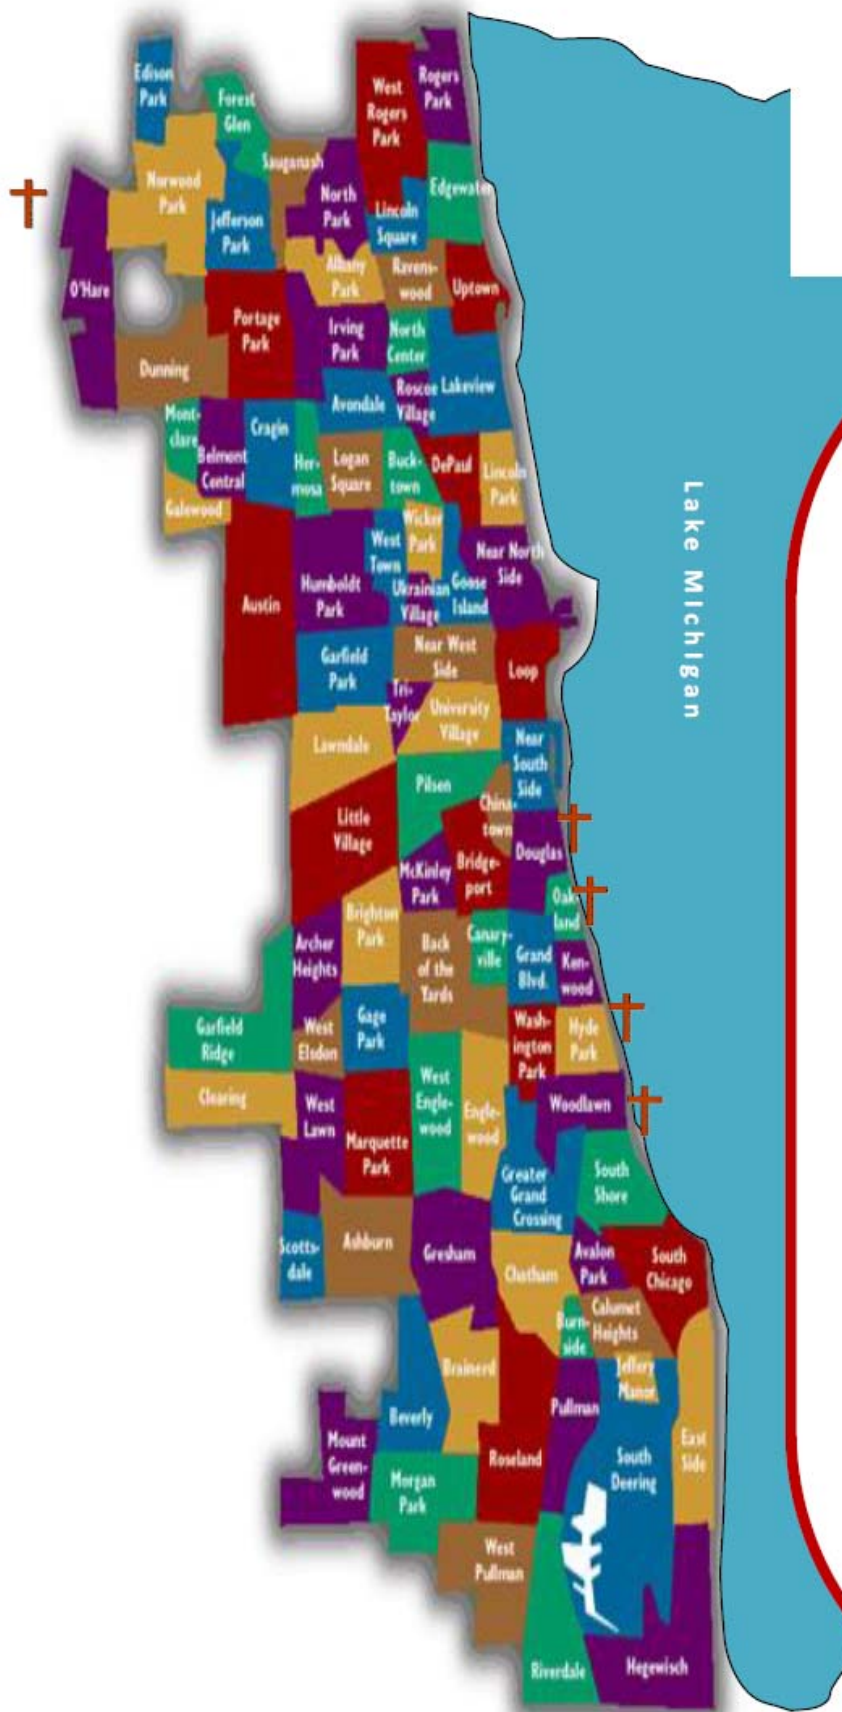 Edison
Park
Forest
Glen
West
Rogers
Park
Rogers
Park
Norwood
Park
Sauganash
North
Park
Jefferson
Park
Lincoln
Square
Edgewater
O'Hare
Albany
Park
Ravens-
wood
Uptown
Portage
Park
Irving
Park
North
Center
Dunning
Avondale
Roscoe
Village
Lakeview
Mont-
clare
Belmont
Central
Cragin
Her-
mosa
Logan
Square
Buck-
town
DePaul
Lincoln
Park
Galewood
West
Town
Wicker
Park
Near North
Side
Austin
Humboldt
Park
Ukrainian
Village
Goose
Island
Garfield
Park
Near West
Side
Loop
Tri-
Taylor
University
Village
Lawndale
Near
South
Side
Pilsen
China-
town
Little
Village
Douglas
McKinley
Park
Bridge-
port
Oak-
land
Brighton
Park
Archer
Heights
Back
of the
Yards
Canary-
ville
Grand
Blvd.
Ken-
wood
Garfield
Ridge
West
Elsdon
Gage
Park
Wash-
ington
Park
Hyde
Park
Clearing
West
Lawn
Marquette
Park
West
Engle-
wood
Engle-
wood
Woodlawn
Greater
Grand
Crossing
South
Shore
Scotts-
dale
Ashburn
Gresham
Chatham
Avalon
Park
South
Chicago
Burn-
side
Calumet
Heights
Brainerd
Jeffery
Manor
Beverly
Pullman
East
Side
Mount
Green-
wood
Morgan
Park
Roseland
South
Deering
West
Pullman
Riverdale
Hegewisch
Lake Michigan